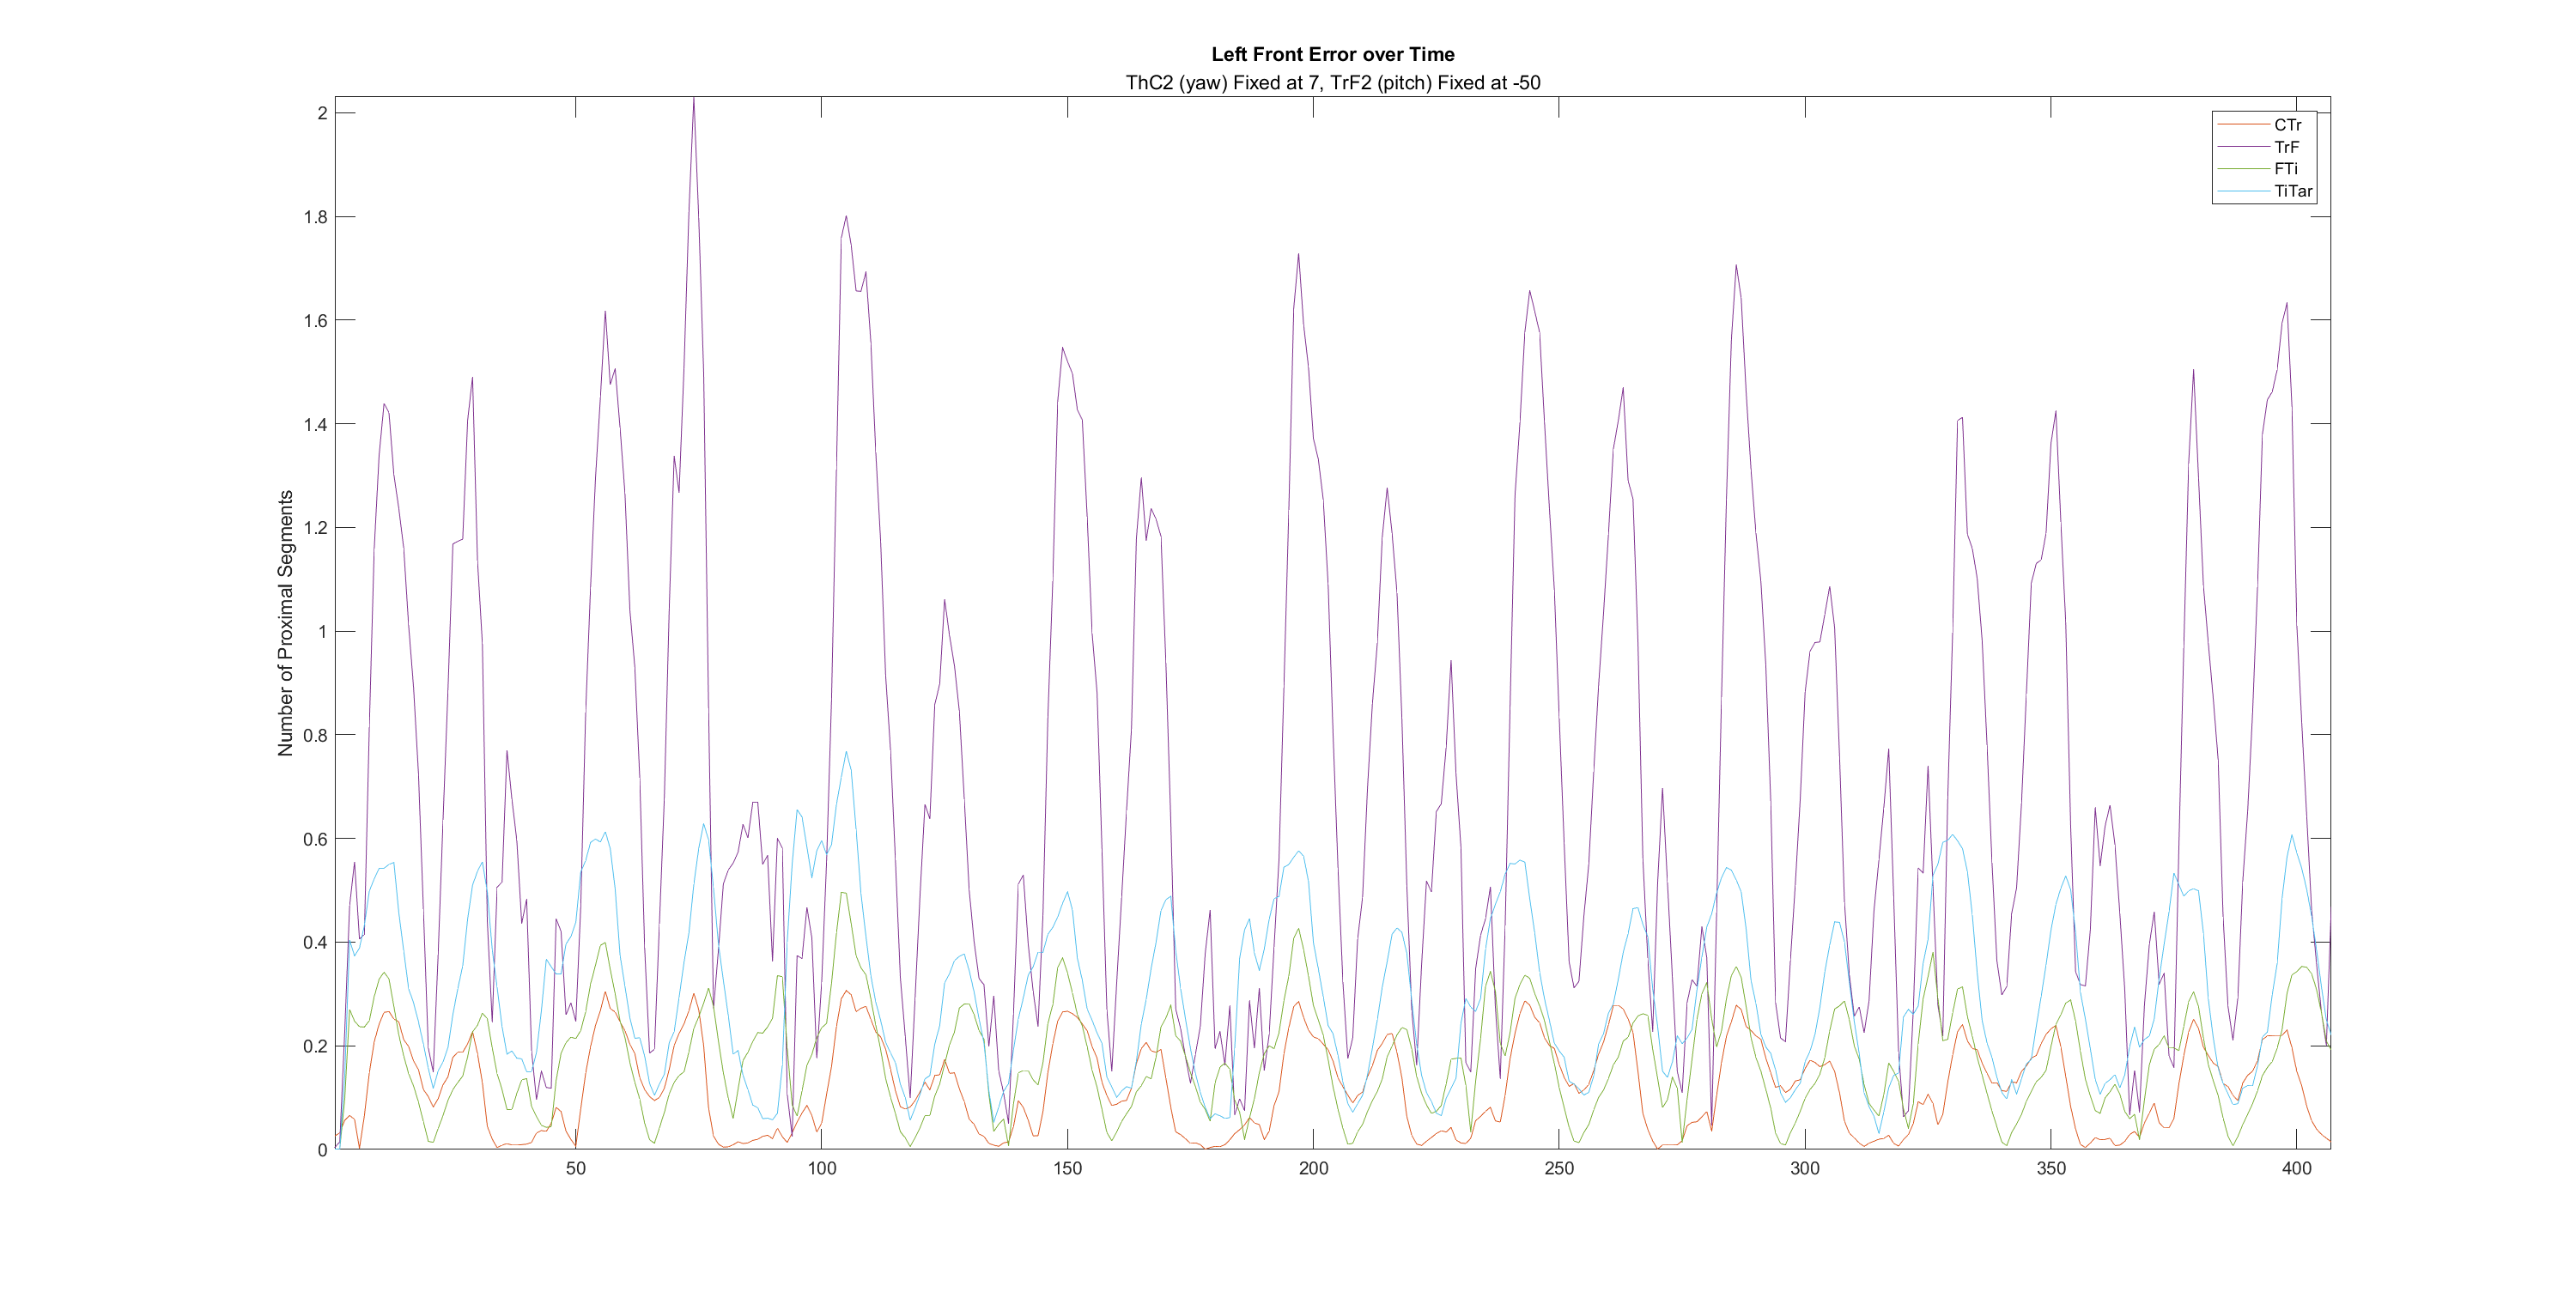 Left Front Error over Time
ThC2 (yaw) Fixed at 7, TrF2 (pitch) Fixed at -50
Number of Proximal Segments
2
1.8
1.6
1.4
1.2
1
0.8
0.6
0.4
0.2
0
50
100
150
200
250
300
350
400
CTr
TrF
FTi
TiTar